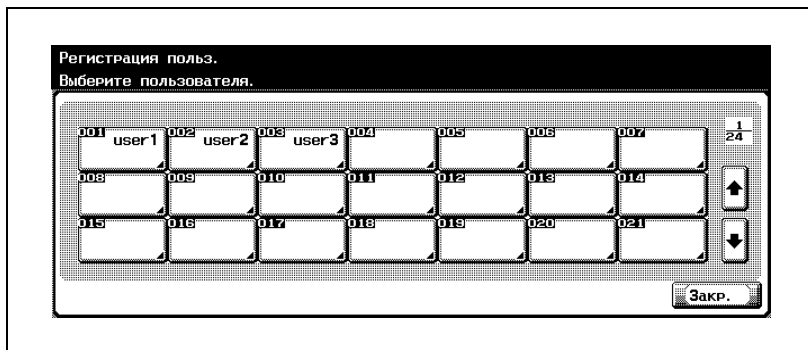 Регистрация польз.
Выберите пользователя.
001 user1 002 user2 003 user3 004 005 006 007
1
24
008 009 010 011 012 013 014
015 016 017 018 019 020 021
Закр.